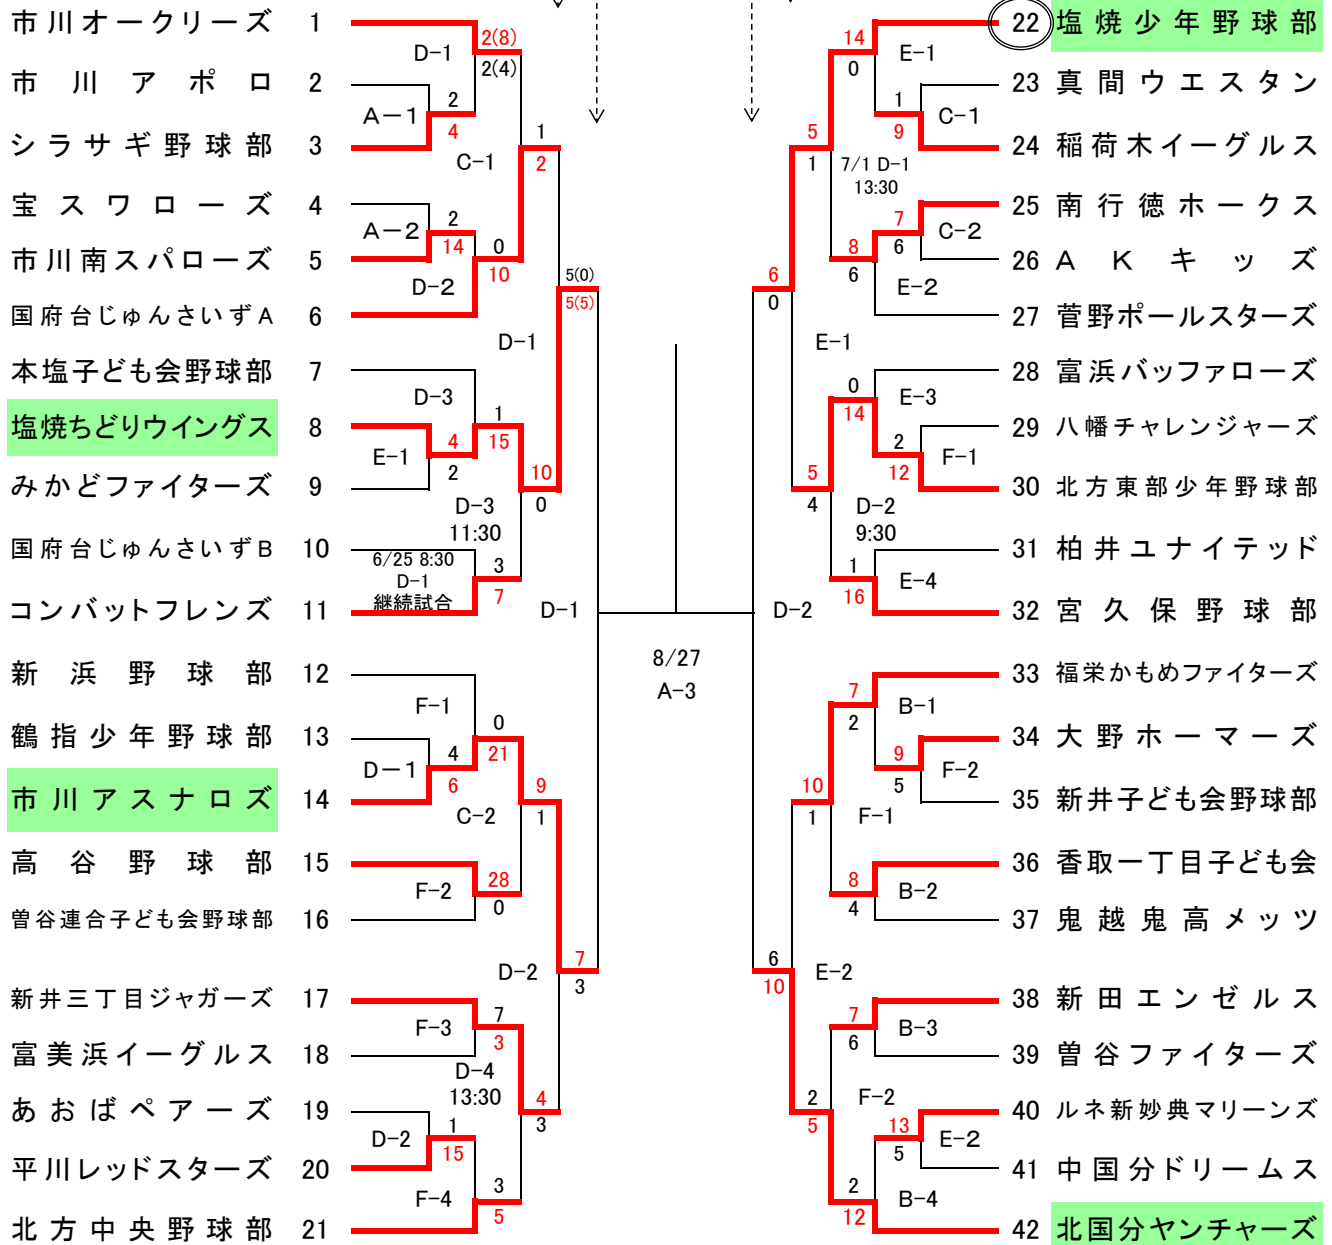 市川オークリーズ 1
D-1
2(8)
2(4)
市川アポロ 2
A-1
2
4
シラサギ野球部 3
C-1
1
2
宝スワローズ 4
A-2
2
14
市川南スパローズ 5
0
10
D-2
国府台じゅんさいずA 6
5(0)
5(5)
D-1
本塩子ども会野球部 7
D-3
1
15
塩焼ちどりウイングス 8
E-1
4
2
みかどファイターズ 9
10
0
D-3
11:30
国府台じゅんさいずB 10
6/25 8:30
D-1
継続試合
3
7
コンバットフレンズ 11
D-1
新浜野球部 12
F-1
0
21
鶴指少年野球部 13
D-1
4
6
市川アスナロズ 14
C-2
9
1
高谷野球部 15
F-2
28
0
曽谷連合子ども会野球部 16
D-2
7
3
新井三丁目ジャガーズ 17
F-3
7
3
富美浜イーグルス 18
D-4
13:30
4
3
あおばペアーズ 19
D-2
1
15
平川レッドスターズ 20
F-4
3
5
北方中央野球部 21
8/27
A-3
22 塩焼少年野球部
14
0
E-1
23 真間ウエスタン
1
9
C-1
24 稲荷木イーグルス
5
1
7/1 D-1
13:30
25 南行徳ホークス
7
6
C-2
26 AKキッズ
8
6
E-2
27 菅野ポールスターズ
6
0
E-1
28 富浜バッファローズ
0
14
E-3
29 八幡チャレンジャーズ
2
12
F-1
30 北方東部少年野球部
5
4
D-2
9:30
31 柏井ユナイテッド
1
16
E-4
32 宮久保野球部
D-2
33 福栄かもめファイターズ
7
2
B-1
34 大野ホーマーズ
9
5
F-2
35 新井子ども会野球部
10
1
F-1
36 香取一丁目子ども会
8
4
B-2
37 鬼越鬼高メッツ
6
10
E-2
38 新田エンゼルス
7
6
B-3
39 曽谷ファイターズ
2
5
F-2
40 ルネ新妙典マリーンズ
13
5
E-2
41 中国分ドリームス
2
12
B-4
42 北国分ヤンチャーズ